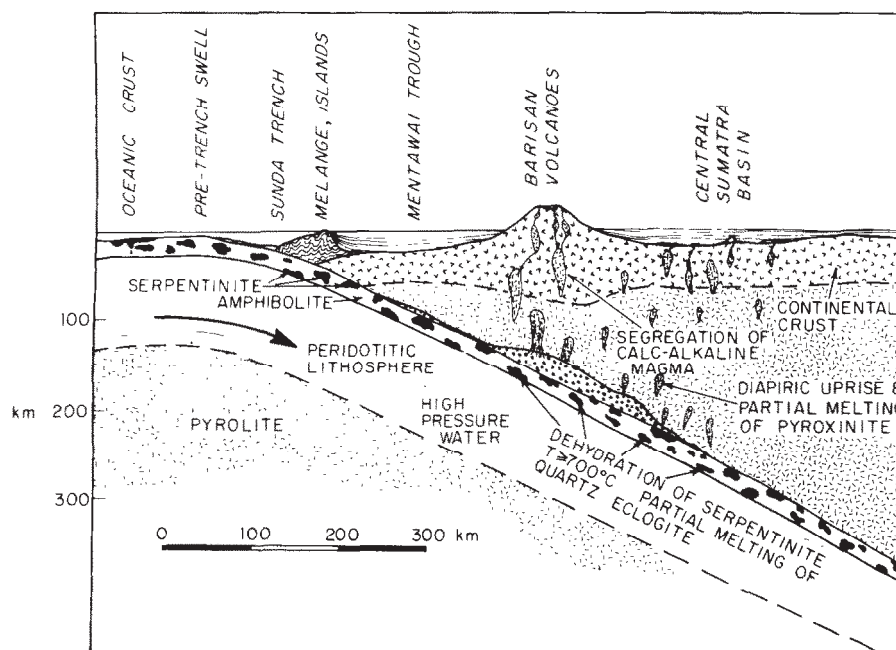 OCEANIC CRUST
PRE-TRENCH SWELL
SUNDA TRENCH
MELANGE, ISLANDS
MENTAWAI TROUGH
BARISAN
VOLCANOES
CENTRAL
SUMATRA
BASIN
SERPENTINITE
AMPHIBOLITE
100
km
200
300
PERIDOTITIC
LITHOSPHERE
PYROLITE
HIGH
PRESSURE
WATER
SEGREGATION OF
CALC-ALKALINE
MAGMA
CONTINENTAL
CRUST
DIAPIRIC UPRISE &
PARTIAL MELTING
OF PYROXINITE
DEHYDRATION OF SERPENTINITE
T≥700°C PARTIAL MELTING OF
QUARTZ ECLOGITE
0 100 200 300 km